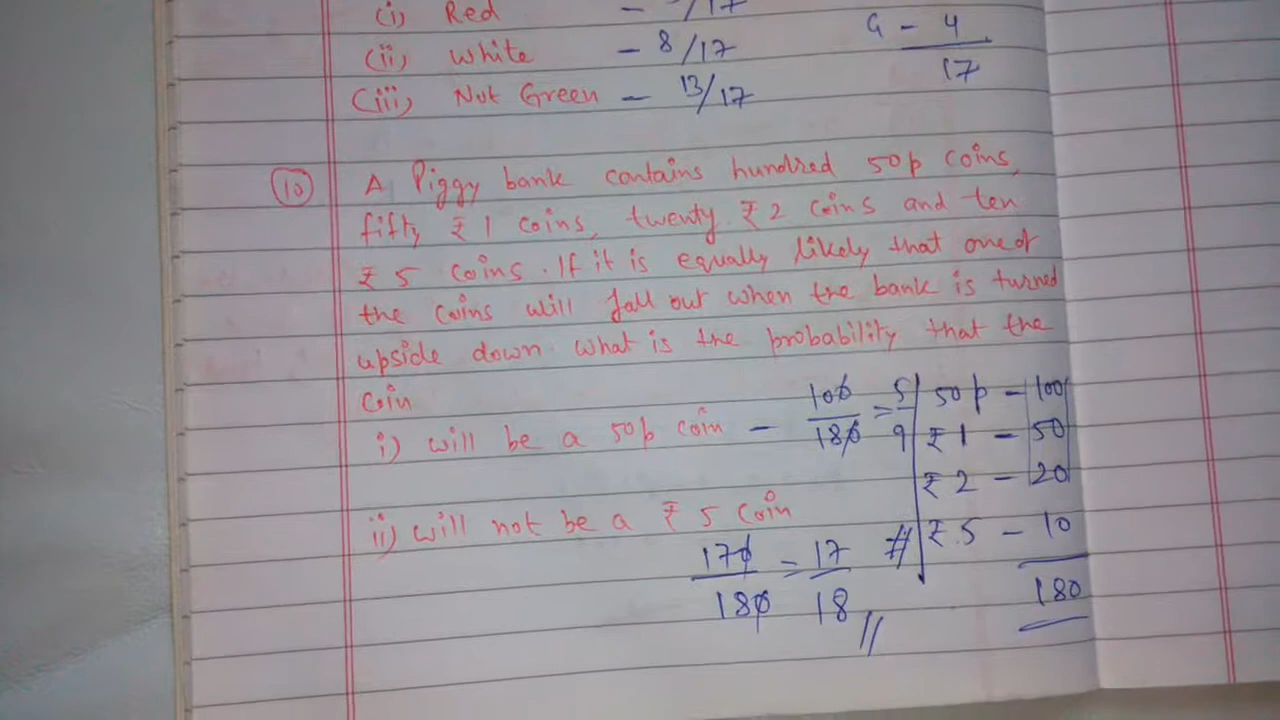 (i) Red - /17
(ii) White - 8/17
G - 4
17
(iii) Not Green - 13/17
(10) A Piggy bank contains hundred 50p coins,
fifty ₹ 1 coins, twenty ₹ 2 coins and ten
₹ 5 coins. If it is equally likely that one of
the coins will fall out when the bank is turned
upside down what is the probability that the
coin
i) will be a 50p coin - 100/180 = 5/9
ii) will not be a ₹ 5 coin
170/180 = 17/18 //
50p - 100
₹ 1 - 50
₹ 2 - 20
# ₹.5 - 10
180